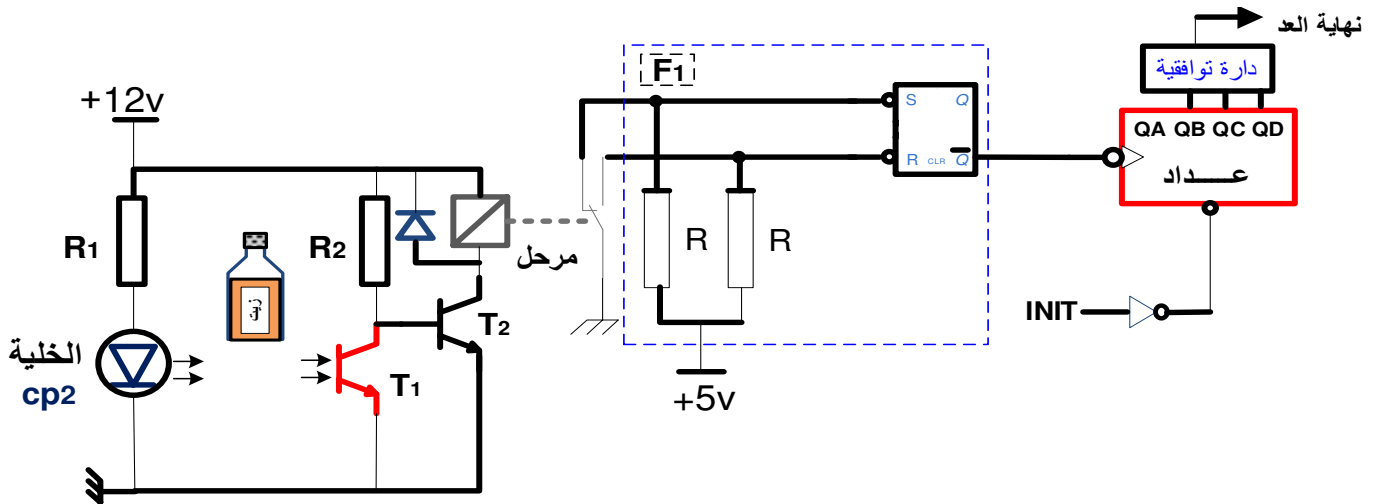 نهاية العد
دارة توافقية
QA QB QC QD
عـــداد
F1
+12v
S Q
R CLR Q
R1
R2
R
R
مرحل
T2
INIT
الخلية
cp2
T1
+5v